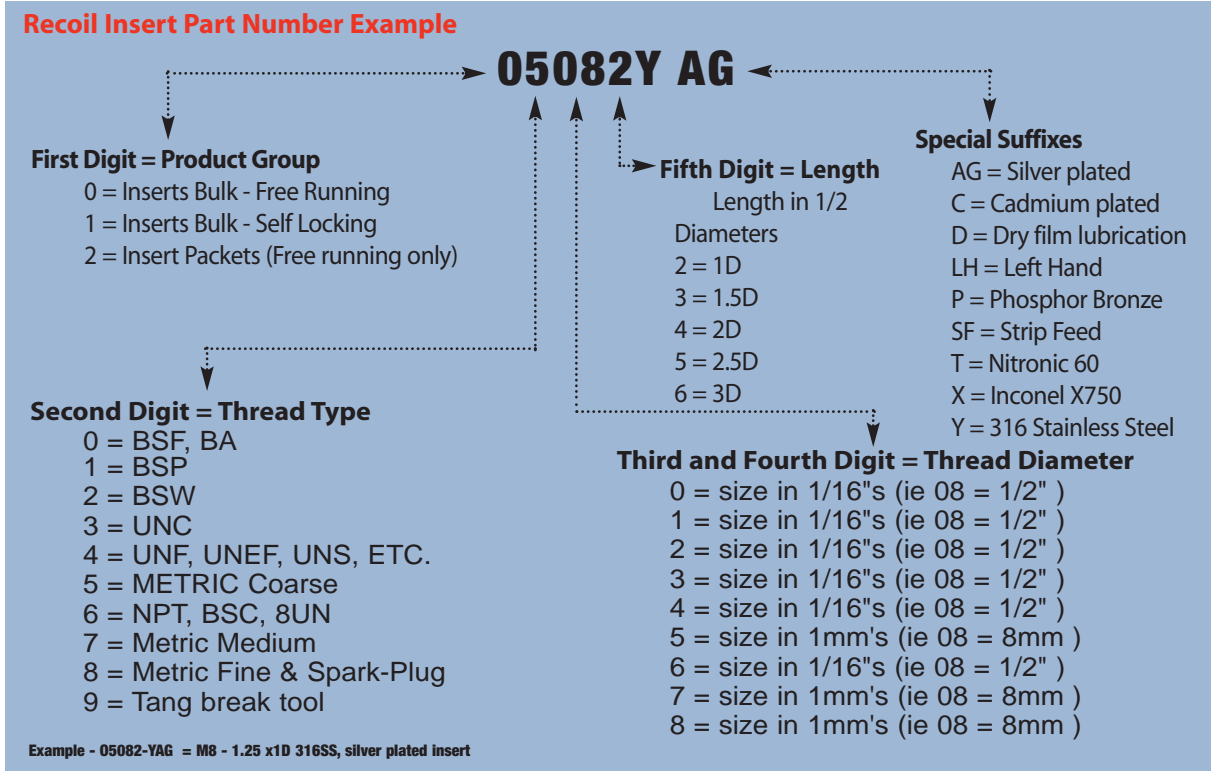 Recoil Insert Part Number Example
05082Y AG
First Digit = Product Group
0 = Inserts Bulk - Free Running
1 = Inserts Bulk - Self Locking
2 = Insert Packets (Free running only)
Second Digit = Thread Type
0 = BSF, BA
1 = BSP
2 = BSW
3 = UNC
4 = UNF, UNEF, UNS, ETC.
5 = METRIC Coarse
6 = NPT, BSC, 8UN
7 = Metric Medium
8 = Metric Fine & Spark-Plug
9 = Tang break tool
Fifth Digit = Length
Length in 1/2
Diameters
2 = 1D
3 = 1.5D
4 = 2D
5 = 2.5D
6 = 3D
Special Suffixes
AG = Silver plated
C = Cadmium plated
D = Dry film lubrication
LH = Left Hand
P = Phosphor Bronze
SF = Strip Feed
T = Nitronic 60
X = Inconel X750
Y = 316 Stainless Steel
Third and Fourth Digit = Thread Diameter
0 = size in 1/16"s (ie 08 = 1/2" )
1 = size in 1/16"s (ie 08 = 1/2" )
2 = size in 1/16"s (ie 08 = 1/2" )
3 = size in 1/16"s (ie 08 = 1/2" )
4 = size in 1/16"s (ie 08 = 1/2" )
5 = size in 1mm's (ie 08 = 8mm )
6 = size in 1/16"s (ie 08 = 1/2" )
7 = size in 1mm's (ie 08 = 8mm )
8 = size in 1mm's (ie 08 = 8mm )
Example - 05082-YAG = M8 - 1.25 x1D 316SS, silver plated insert